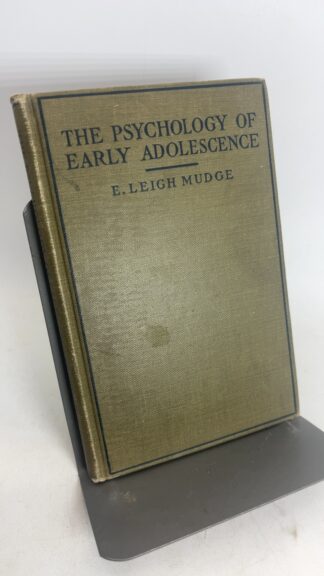 THE PSYCHOLOGY OF
EARLY ADOLESCENCE
E. LEIGH MUDGE